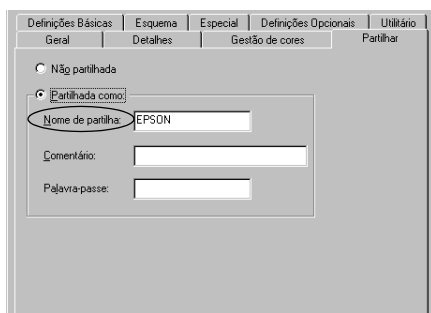 Definições Básicas Esquema Especial Definições Opcionais Utilitário
Geral Detalhes Gestão de cores Partilhar
Não partilhada
Partilhada como:
Nome de partilha: EPSON
Comentário:
Palavra-passe: